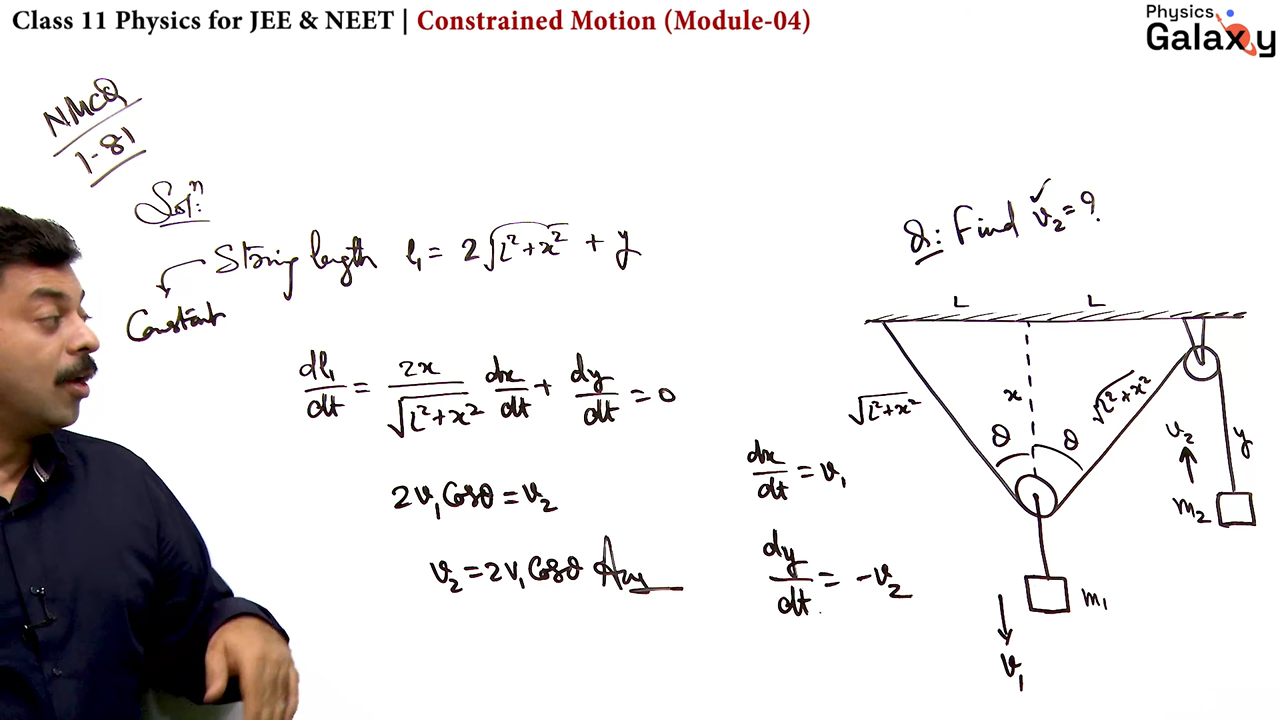 Class 11 Physics for JEE & NEET | Constrained Motion (Module-04)
Physics
Galaxy
NMCQ
1-81
Solⁿ:
String length l₁ = 2√(L²+x²) + y
Constant
dl₁/dt = 2x/√(L²+x²) dx/dt + dy/dt = 0
2v₁ Cosθ = v₂
v₂ = 2v₁ Cosθ Ans
dx/dt = v₁
dy/dt = -v₂
Q: Find v₂ = ?
L L
√(L²+x²)
x
√(L²+x²)
θ θ
v₂
y
m₂
m₁
v₁